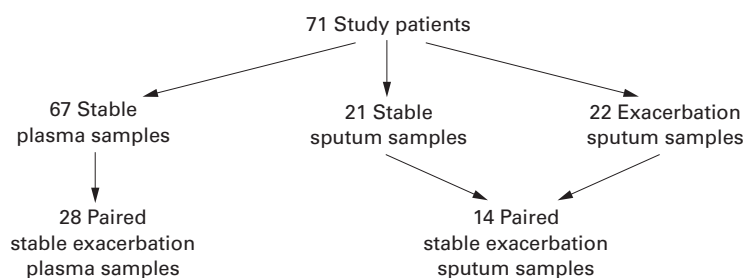 71 Study patients
67 Stable
plasma samples
21 Stable
sputum samples
22 Exacerbation
sputum samples
28 Paired
stable exacerbation
plasma samples
14 Paired
stable exacerbation
sputum samples